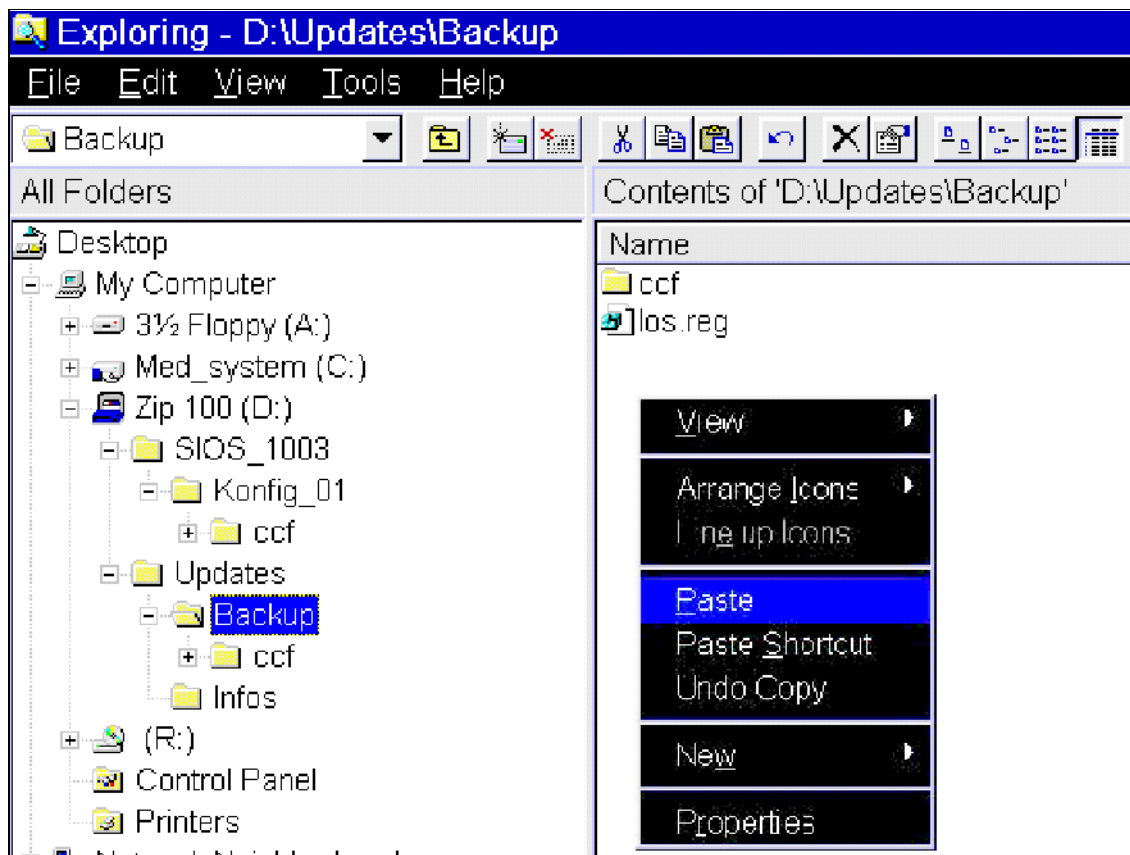 Exploring - D:\Updates\Backup
File Edit View Tools Help
Backup
All Folders
Contents of 'D:\Updates\Backup'
Desktop
My Computer
3½ Floppy (A:)
Med_system (C:)
Zip 100 (D:)
SIOS_1003
Konfig_01
ccf
Updates
Backup
ccf
Infos
(R:)
Control Panel
Printers
Name
ccf
los.reg
View
Arrange Icons
Line up Icons
Paste
Paste Shortcut
Undo Copy
New
Properties